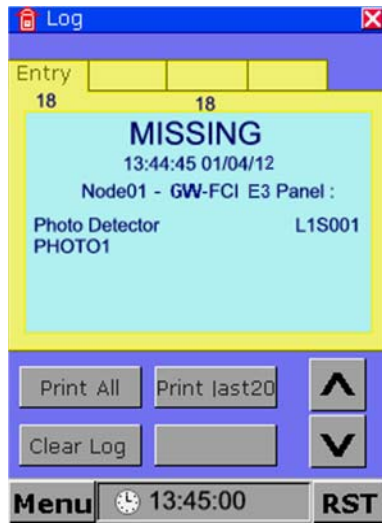 Log
Entry
18 18
MISSING
13:44:45 01/04/12
Node01 - GW-FCI E3 Panel :
Photo Detector L1S001
PHOTO1
Print All Print last20
Clear Log
Menu 13:45:00 RST